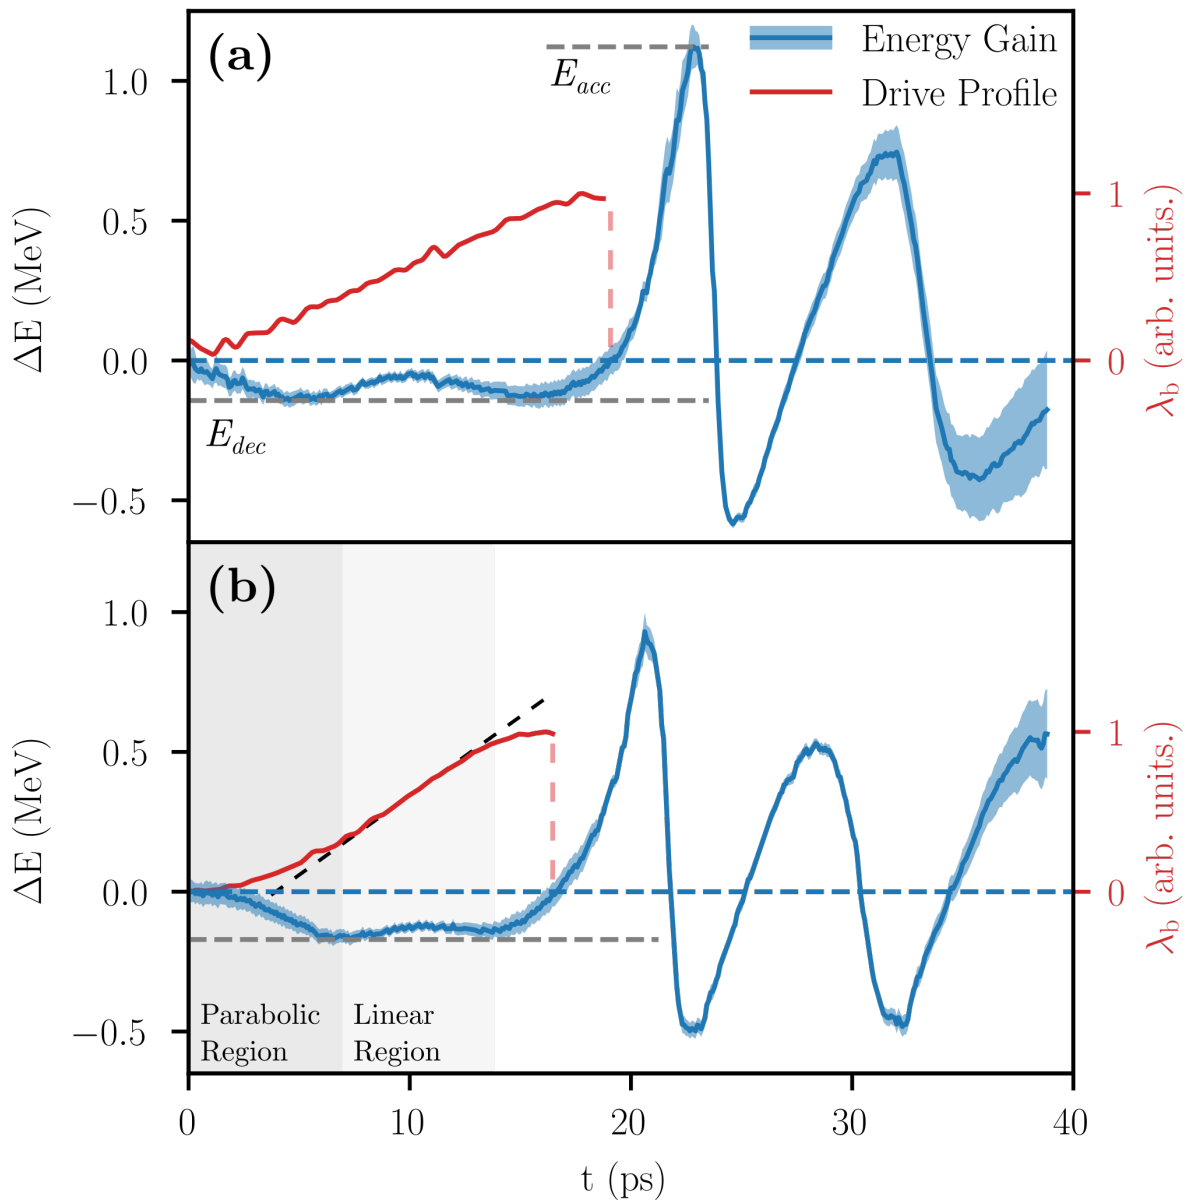 (a)
Energy Gain
Drive Profile
E_acc
E_dec
1.0
0.5
0.0
−0.5
ΔE (MeV)
1
0
λ_b (arb. units.)
(b)
1.0
0.5
0.0
−0.5
ΔE (MeV)
1
0
λ_b (arb. units.)
Parabolic
Region
Linear
Region
0 10 20 30 40
t (ps)